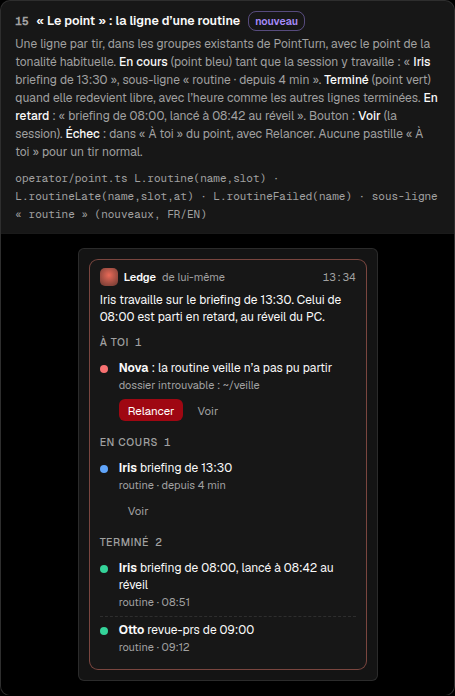 15 « Le point » : la ligne d’une routine nouveau
Une ligne par tir, dans les groupes existants de PointTurn, avec le point de la
tonalité habituelle. En cours (point bleu) tant que la session y travaille : « Iris
briefing de 13:30 », sous-ligne « routine · depuis 4 min ». Terminé (point vert)
quand elle redevient libre, avec l’heure comme les autres lignes terminées. En
retard : « briefing de 08:00, lancé à 08:42 au réveil ». Bouton : Voir (la
session). Échec : dans « À toi » du point, avec Relancer. Aucune pastille « À
toi » pour un tir normal.
operator/point.ts L.routine(name,slot) ·
L.routineLate(name,slot,at) · L.routineFailed(name) · sous-ligne
« routine » (nouveaux, FR/EN)
Ledge de lui-même 13:34
Iris travaille sur le briefing de 13:30. Celui de
08:00 est parti en retard, au réveil du PC.
À TOI 1
Nova : la routine veille n’a pas pu partir
dossier introuvable : ~/veille
Relancer Voir
EN COURS 1
Iris briefing de 13:30
routine · depuis 4 min
Voir
TERMINÉ 2
Iris briefing de 08:00, lancé à 08:42 au
réveil
routine · 08:51
Otto revue-prs de 09:00
routine · 09:12